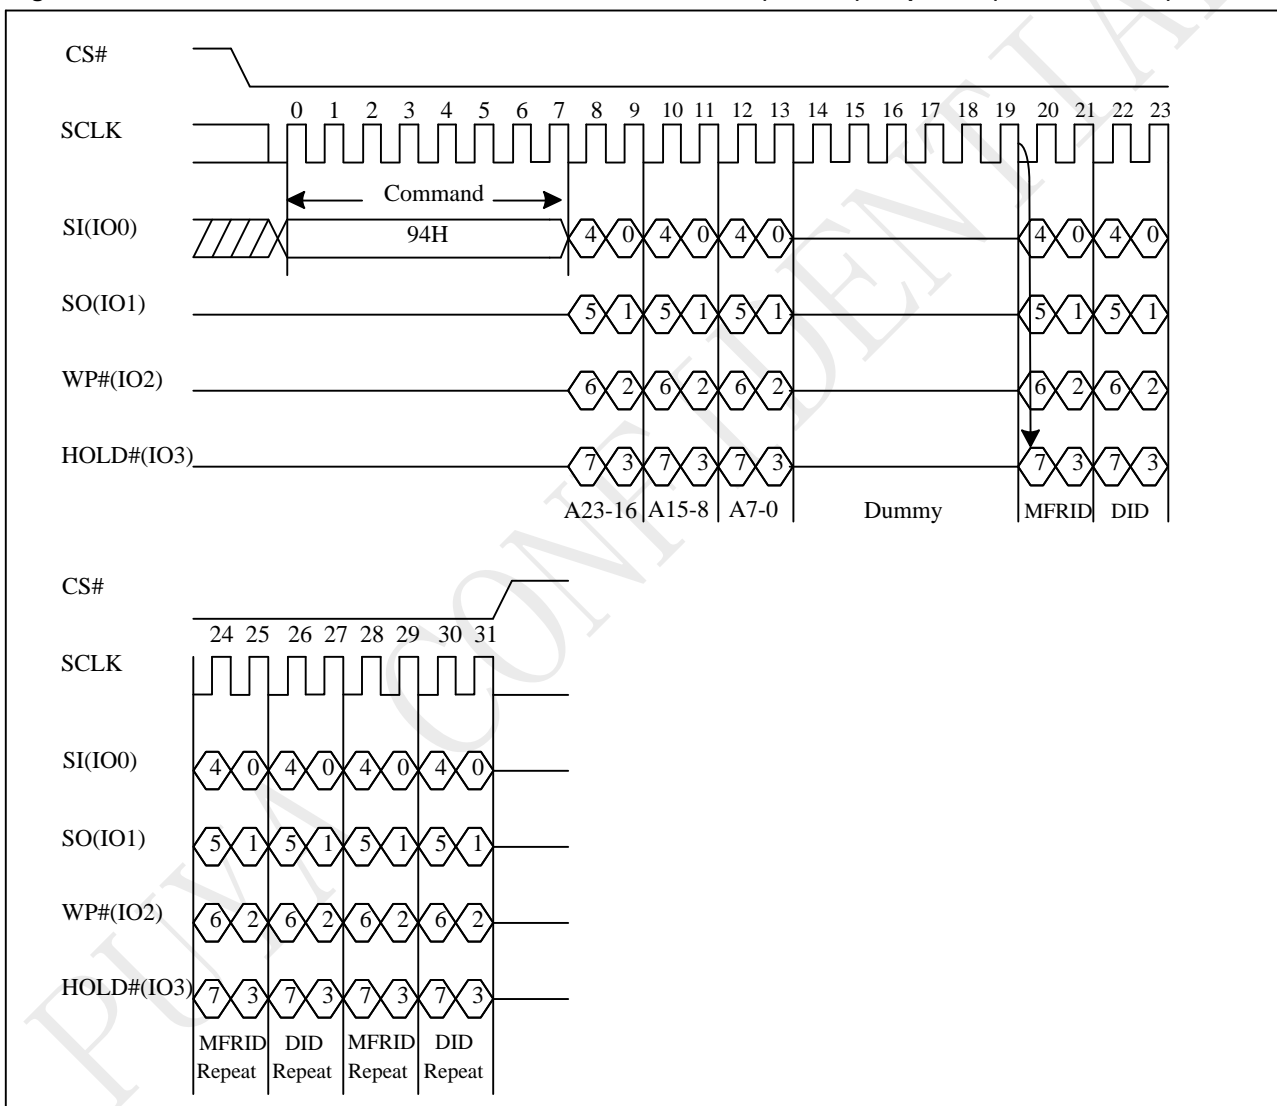 CS#
0 1 2 3 4 5 6 7 8 9 10 11 12 13 14 15 16 17 18 19 20 21 22 23
SCLK
Command
SI(IO0) 94H 4 0 4 0 4 0 4 0 4 0
SO(IO1) 5 1 5 1 5 1 5 1 5 1
WP#(IO2) 6 2 6 2 6 2 6 2 6 2
HOLD#(IO3) 7 3 7 3 7 3 7 3 7 3
A23-16 A15-8 A7-0 Dummy MFRID DID
CS#
24 25 26 27 28 29 30 31
SCLK
SI(IO0) 4 0 4 0 4 0 4 0
SO(IO1) 5 1 5 1 5 1 5 1
WP#(IO2) 6 2 6 2 6 2 6 2
HOLD#(IO3) 7 3 7 3 7 3 7 3
MFRID DID MFRID DID
Repeat Repeat Repeat Repeat
PUYA CONFIDENTIAL